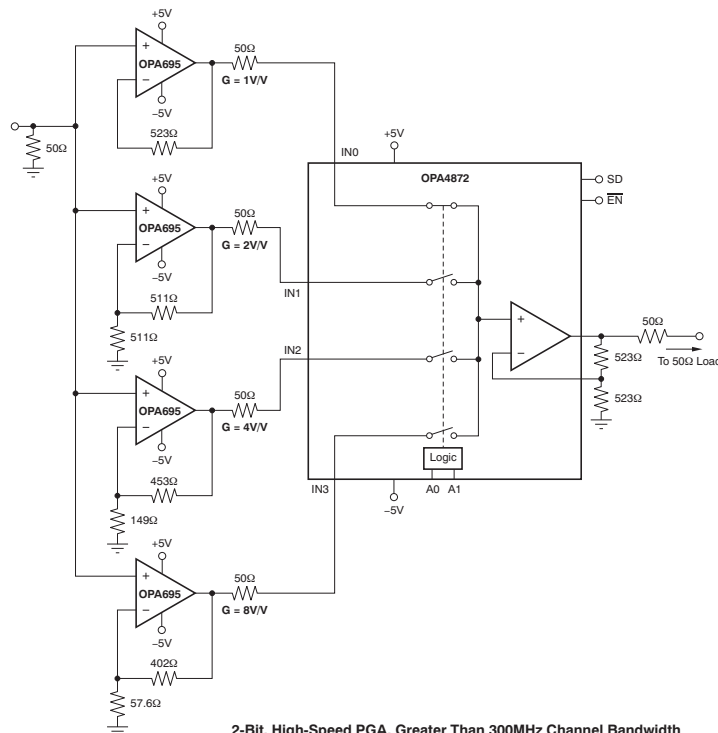 +5V
+
OPA695
−
−5V
50Ω
G = 1V/V
523Ω
50Ω
+5V
+
OPA695
−
−5V
50Ω
G = 2V/V
511Ω
511Ω
+5V
+
OPA695
−
−5V
50Ω
G = 4V/V
453Ω
149Ω
+5V
+
OPA695
−
−5V
50Ω
G = 8V/V
402Ω
57.6Ω
IN0
IN1
IN2
IN3
+5V
OPA4872
SD
EN
+
−
Logic
A0 A1
−5V
50Ω
523Ω
To 50Ω Load
523Ω
2-Bit, High-Speed PGA, Greater Than 300MHz Channel Bandwidth